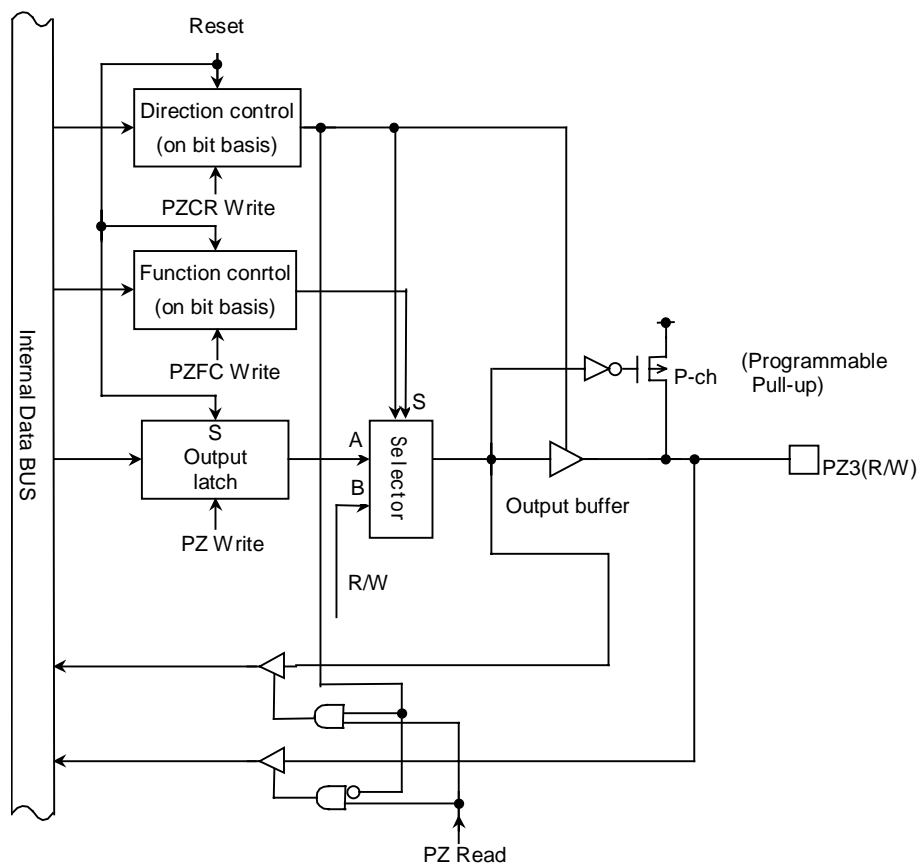 Reset
Direction control
(on bit basis)
PZCR Write
Function conrtol
(on bit basis)
PZFC Write
Internal Data BUS
S
Output
latch
PZ Write
A
B
S
Selector
R/W
Output buffer
P-ch
(Programmable
Pull-up)
PZ3(R/W)
PZ Read